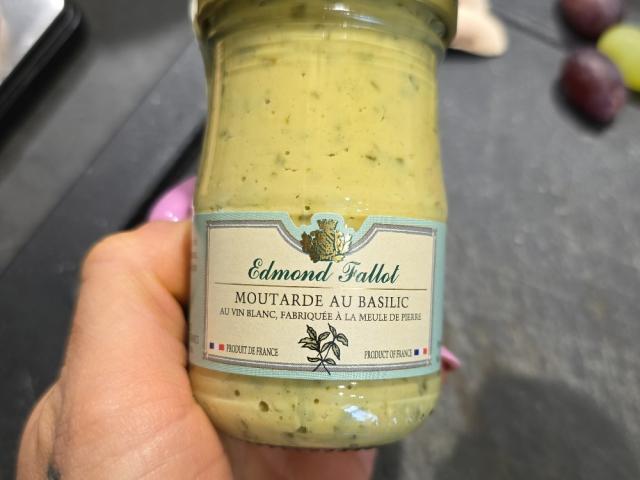 Edmond Fallot
MOUTARDE AU BASILIC
AU VIN BLANC, FABRIQUÉE À LA MEULE DE PIERRE
PRODUIT DE FRANCE
PRODUCT OF FRANCE